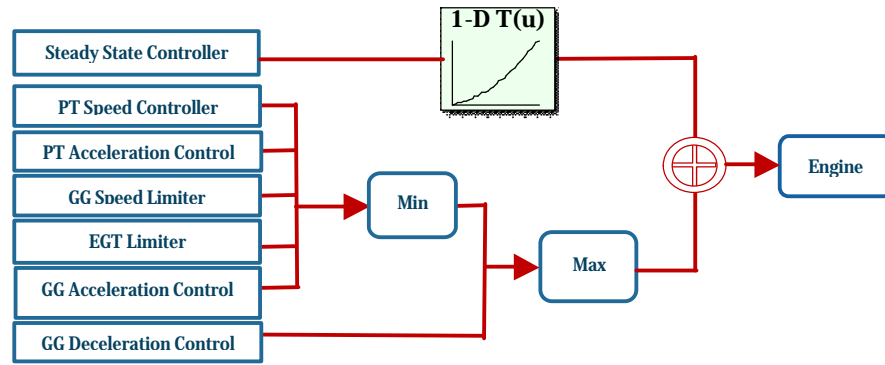 1-D T(u)
Steady State Controller
PT Speed Controller
PT Acceleration Control
GG Speed Limiter
EGT Limiter
GG Acceleration Control
GG Deceleration Control
Min
Max
Engine